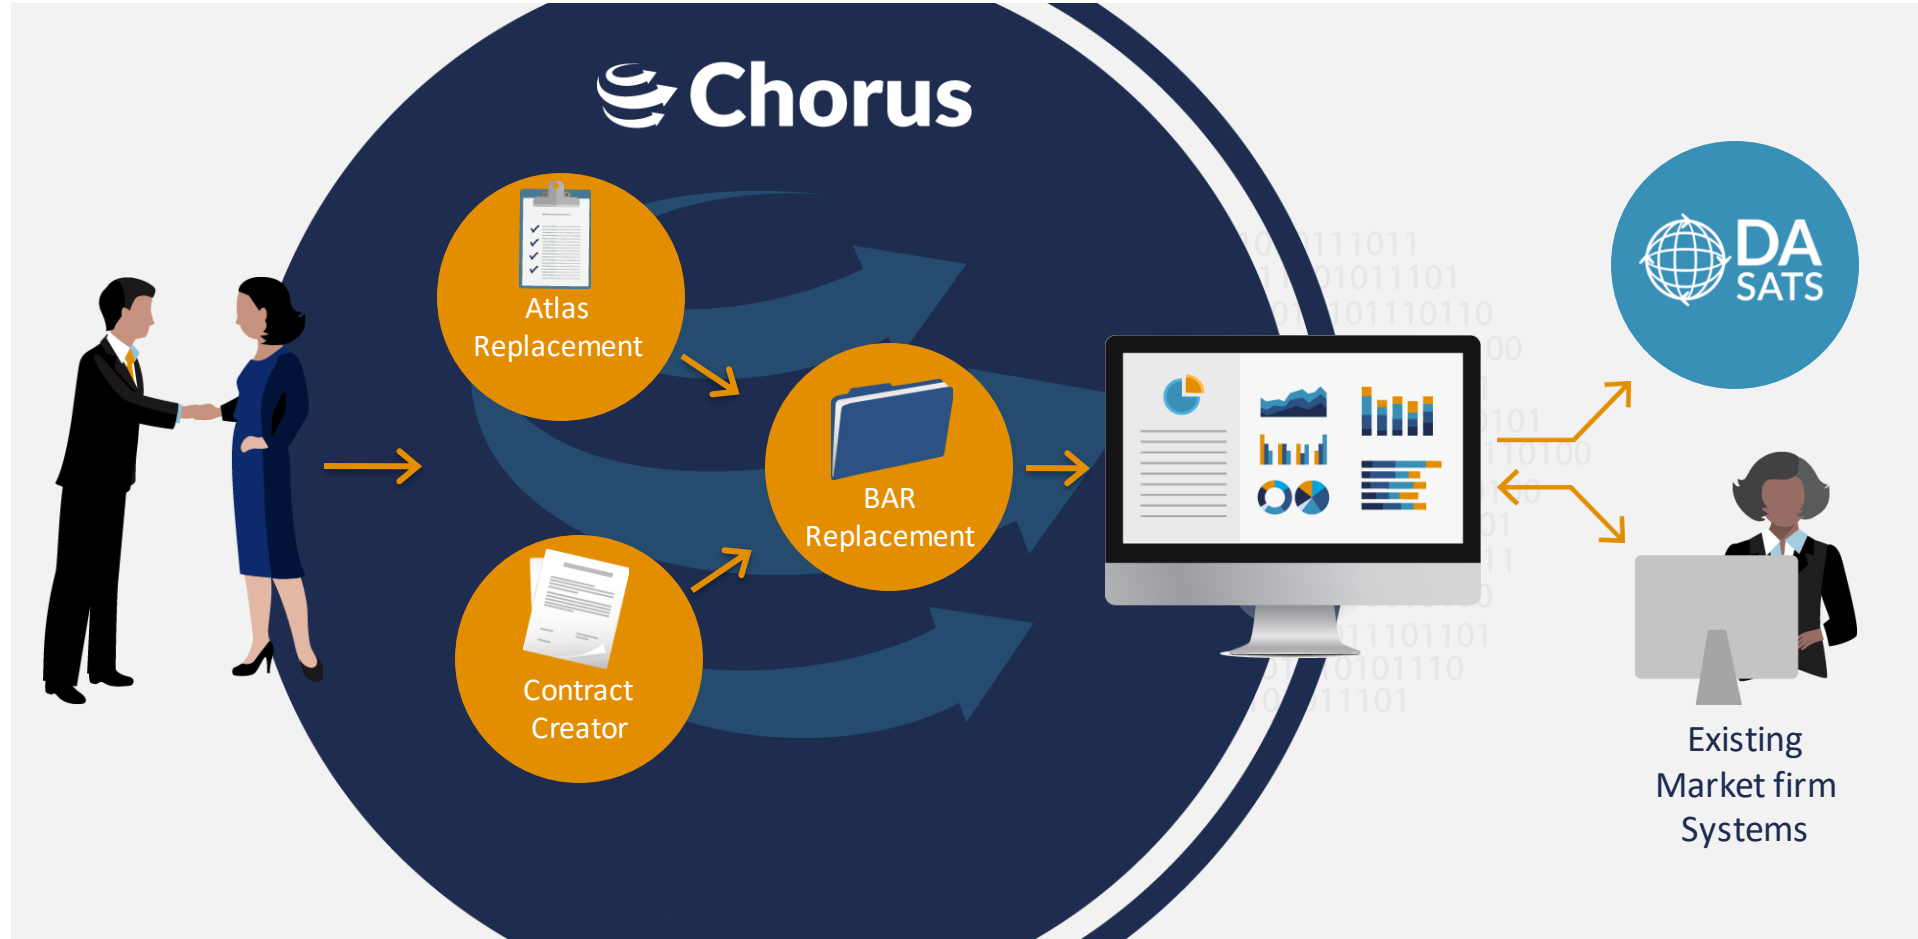 Chorus
Atlas
Replacement
BAR
Replacement
Contract
Creator
DA
SATS
Existing
Market firm
Systems